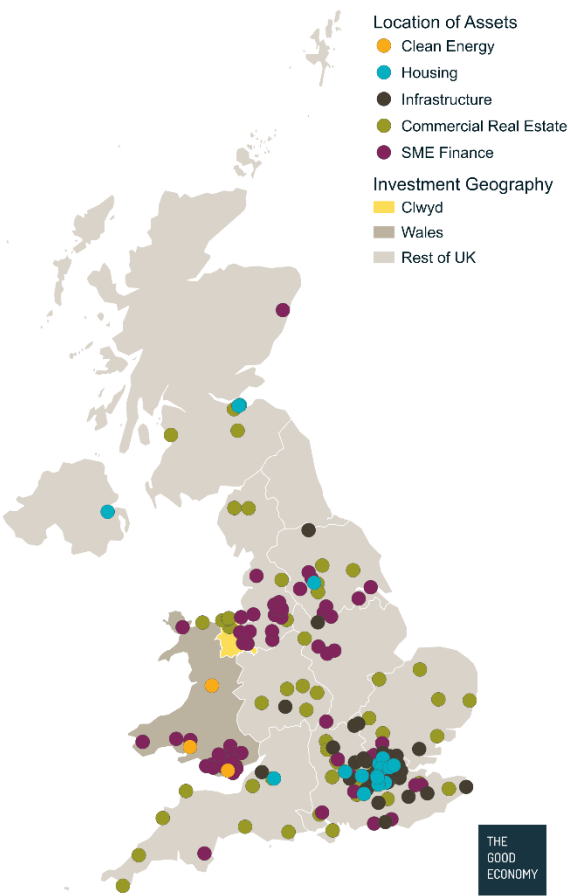 Location of Assets
Clean Energy
Housing
Infrastructure
Commercial Real Estate
SME Finance
Investment Geography
Clwyd
Wales
Rest of UK
THE
GOOD
ECONOMY